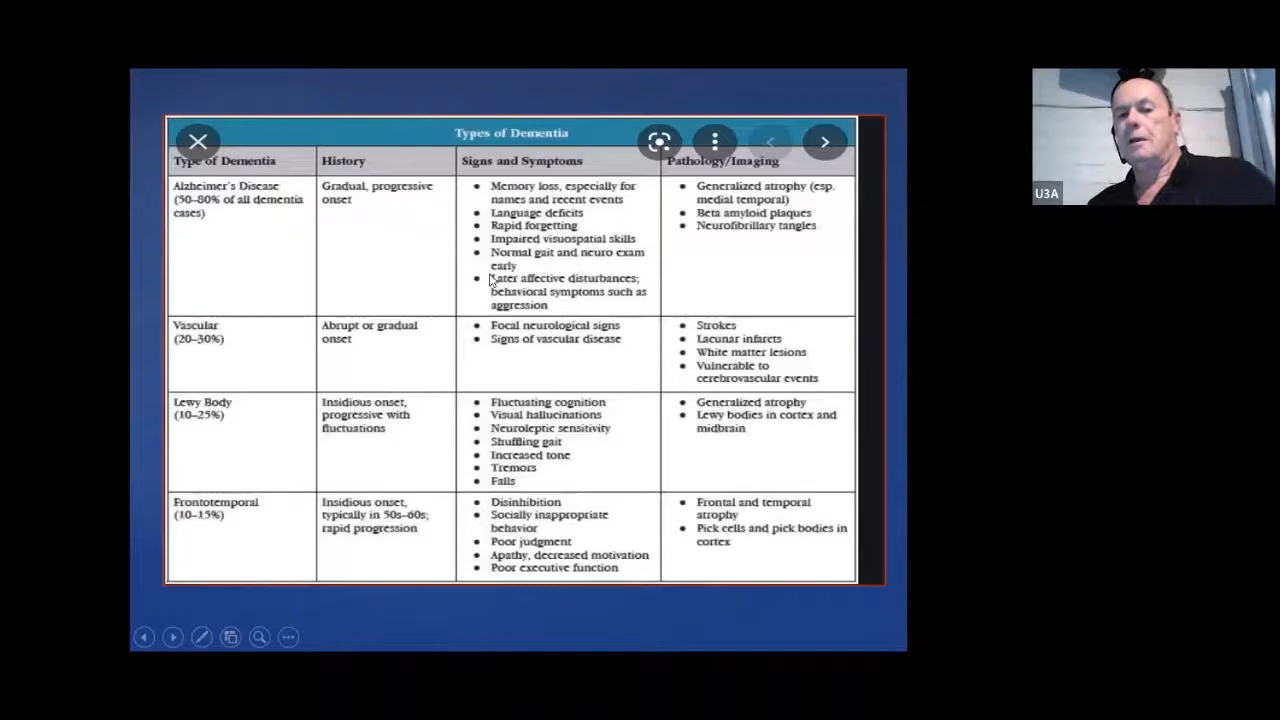 Types of Dementia
Type of Dementia
History
Signs and Symptoms
Pathology/Imaging
Alzheimer's Disease
(50–80% of all dementia
cases)
Gradual, progressive
onset
• Memory loss, especially for
names and recent events
• Language deficits
• Rapid forgetting
• Impaired visuospatial skills
• Normal gait and neuro exam
early
• Later affective disturbances;
behavioral symptoms such as
aggression
• Generalized atrophy (esp.
medial temporal)
• Beta amyloid plaques
• Neurofibrillary tangles
Vascular
(20–30%)
Abrupt or gradual
onset
• Focal neurological signs
• Signs of vascular disease
• Strokes
• Lacunar infarcts
• White matter lesions
• Vulnerable to
cerebrovascular events
Lewy Body
(10–25%)
Insidious onset,
progressive with
fluctuations
• Fluctuating cognition
• Visual hallucinations
• Neuroleptic sensitivity
• Shuffling gait
• Increased tone
• Tremors
• Falls
• Generalized atrophy
• Lewy bodies in cortex and
midbrain
Frontotemporal
(10–15%)
Insidious onset,
typically in 50s–60s;
rapid progression
• Disinhibition
• Socially inappropriate
behavior
• Poor judgment
• Apathy, decreased motivation
• Poor executive function
• Frontal and temporal
atrophy
• Pick cells and pick bodies in
cortex
U3A